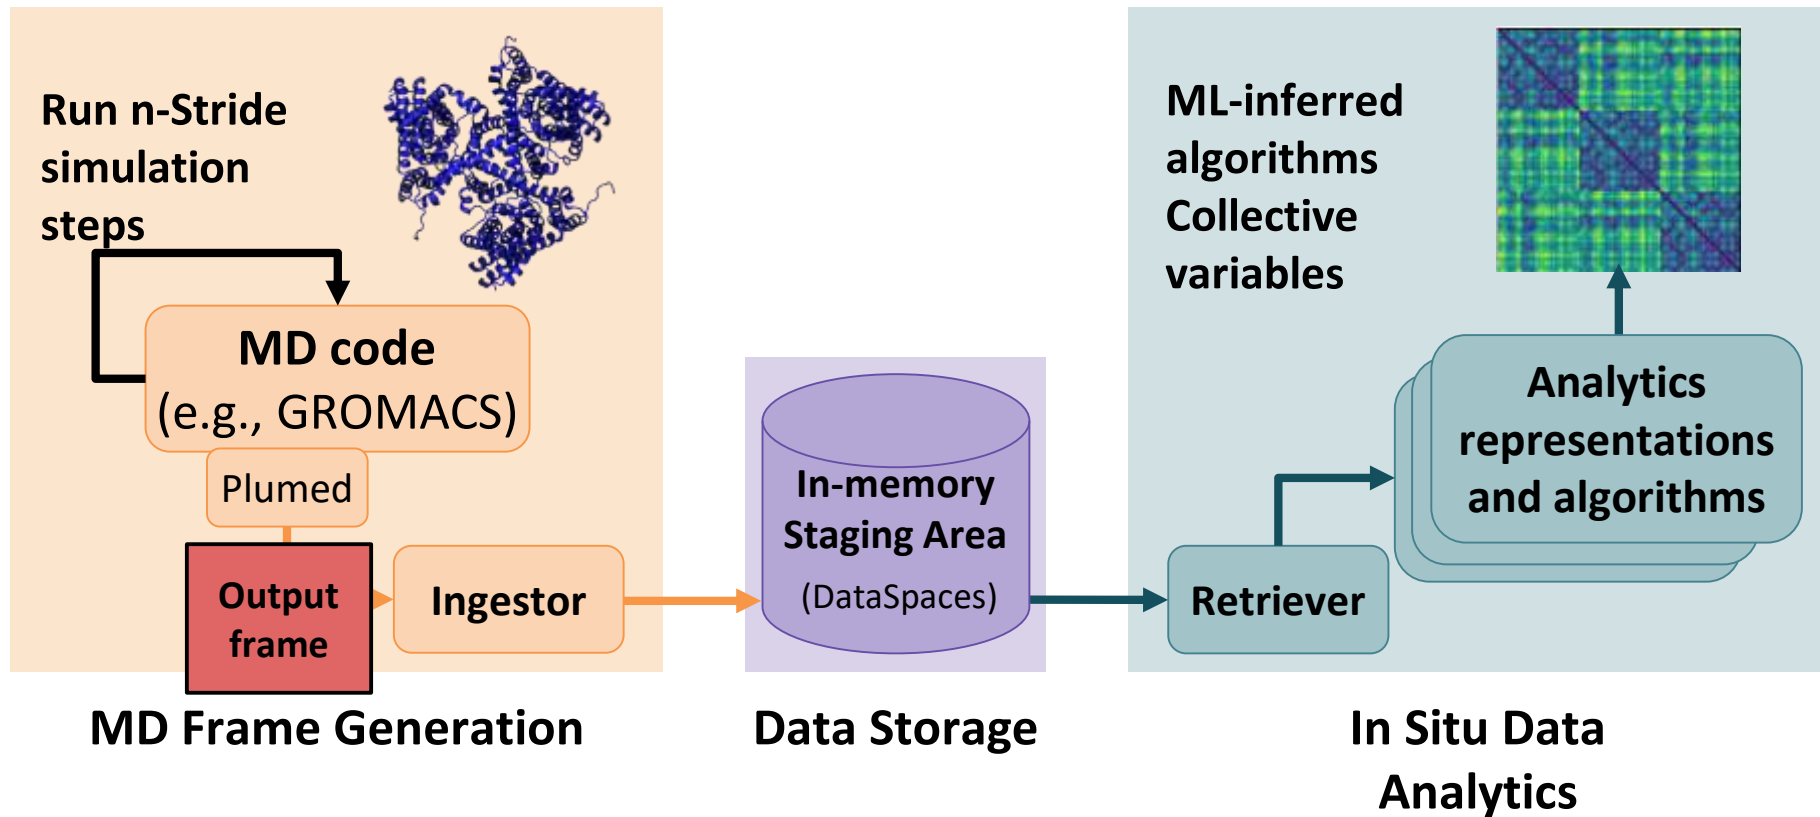 Run n-Stride
simulation
steps
MD code
(e.g., GROMACS)
Plumed
Output
frame
Ingestor
MD Frame Generation
In-memory
Staging Area
(DataSpaces)
Data Storage
ML-inferred
algorithms
Collective
variables
Analytics
representations
and algorithms
Retriever
In Situ Data
Analytics